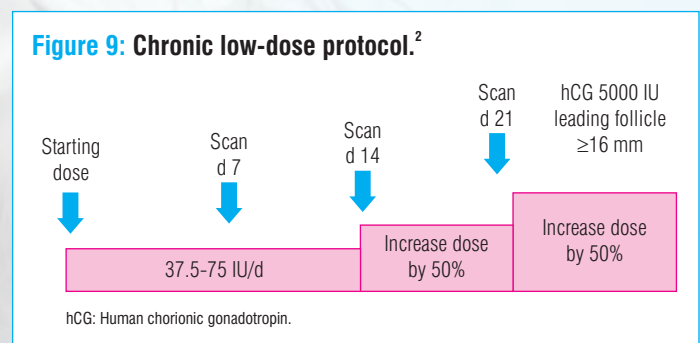 Figure 9: Chronic low-dose protocol.²
Starting
dose
Scan
d 7
Scan
d 14
Scan
d 21
hCG 5000 IU
leading follicle
≥16 mm
37.5-75 IU/d
Increase dose
by 50%
Increase dose
by 50%
hCG: Human chorionic gonadotropin.